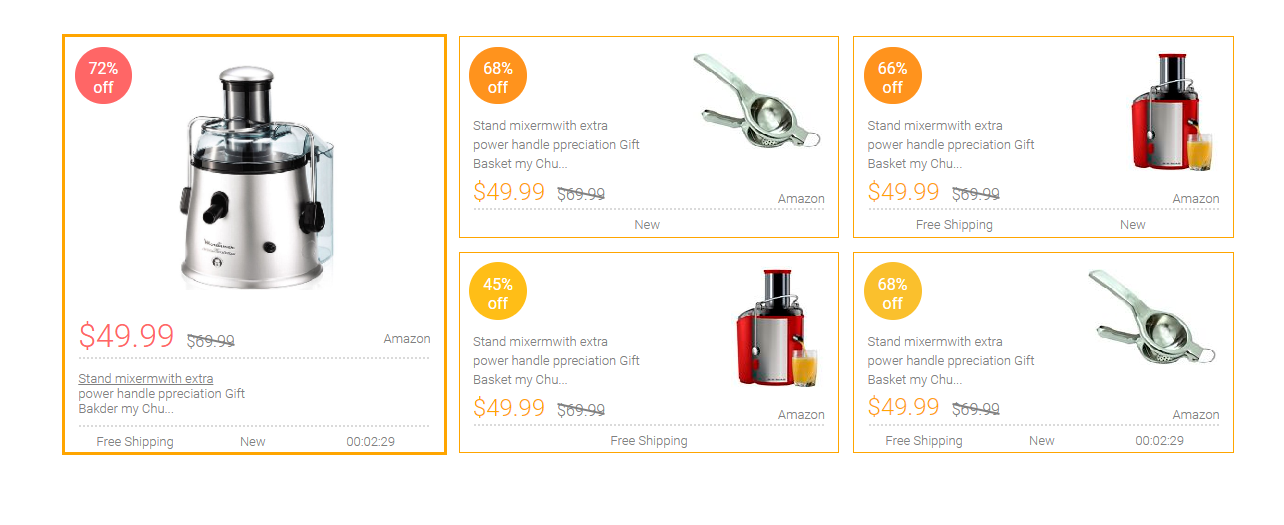 72%
off
$49.99 $69.99 Amazon
Stand mixermwith extra
power handle ppreciation Gift
Bakder my Chu...
Free Shipping New 00:02:29
68%
off
Stand mixermwith extra
power handle ppreciation Gift
Basket my Chu...
$49.99 $69.99 Amazon
New
66%
off
Stand mixermwith extra
power handle ppreciation Gift
Basket my Chu...
$49.99 $69.99 Amazon
Free Shipping New
45%
off
Stand mixermwith extra
power handle ppreciation Gift
Basket my Chu...
$49.99 $69.99 Amazon
Free Shipping
68%
off
Stand mixermwith extra
power handle ppreciation Gift
Basket my Chu...
$49.99 $69.99 Amazon
Free Shipping New 00:02:29